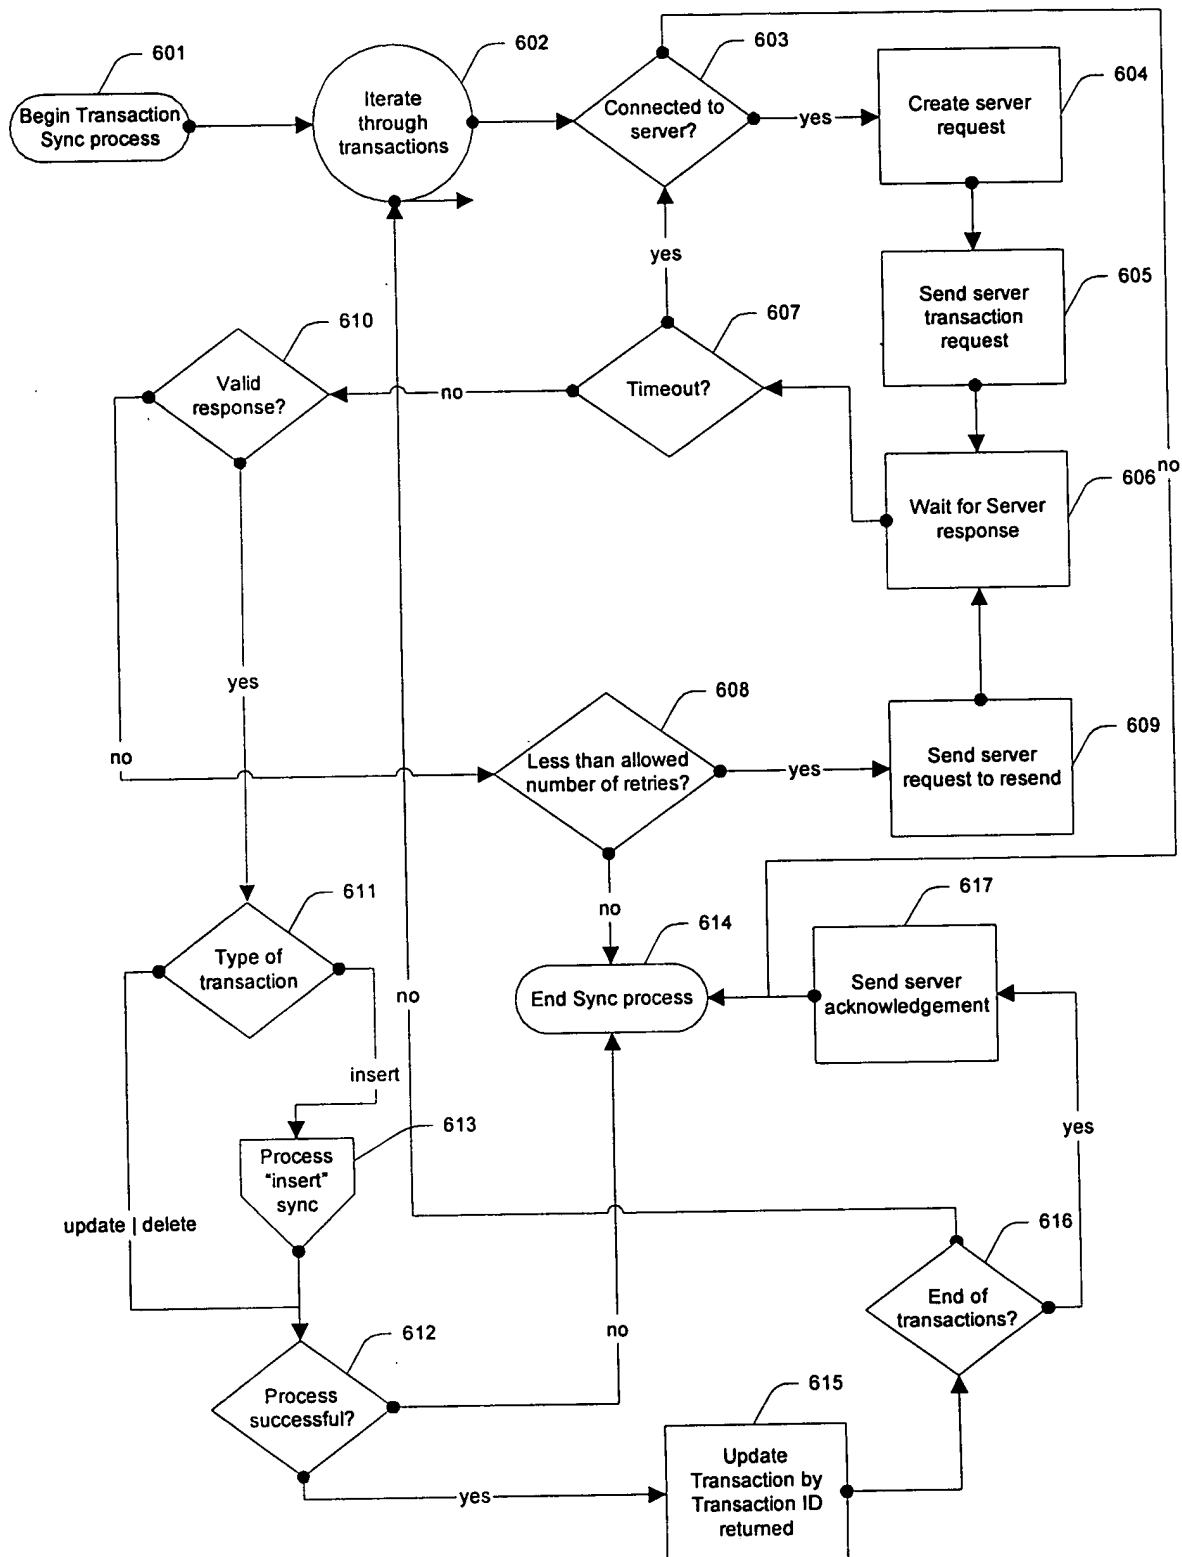 601
Begin Transaction
Sync process
602
Iterate
through
transactions
603
Connected to
server?
yes
604
Create server
request
605
Send server
transaction
request
yes
607
Timeout?
no
610
Valid
response?
606
no
Wait for Server
response
yes
no
608
Less than allowed
number of retries?
yes
609
Send server
request to resend
no
611
Type of
transaction
no
614
End Sync process
617
Send server
acknowledgement
insert
613
Process
"insert"
sync
update | delete
yes
616
End of
transactions?
no
612
Process
successful?
yes
615
Update
Transaction by
Transaction ID
returned